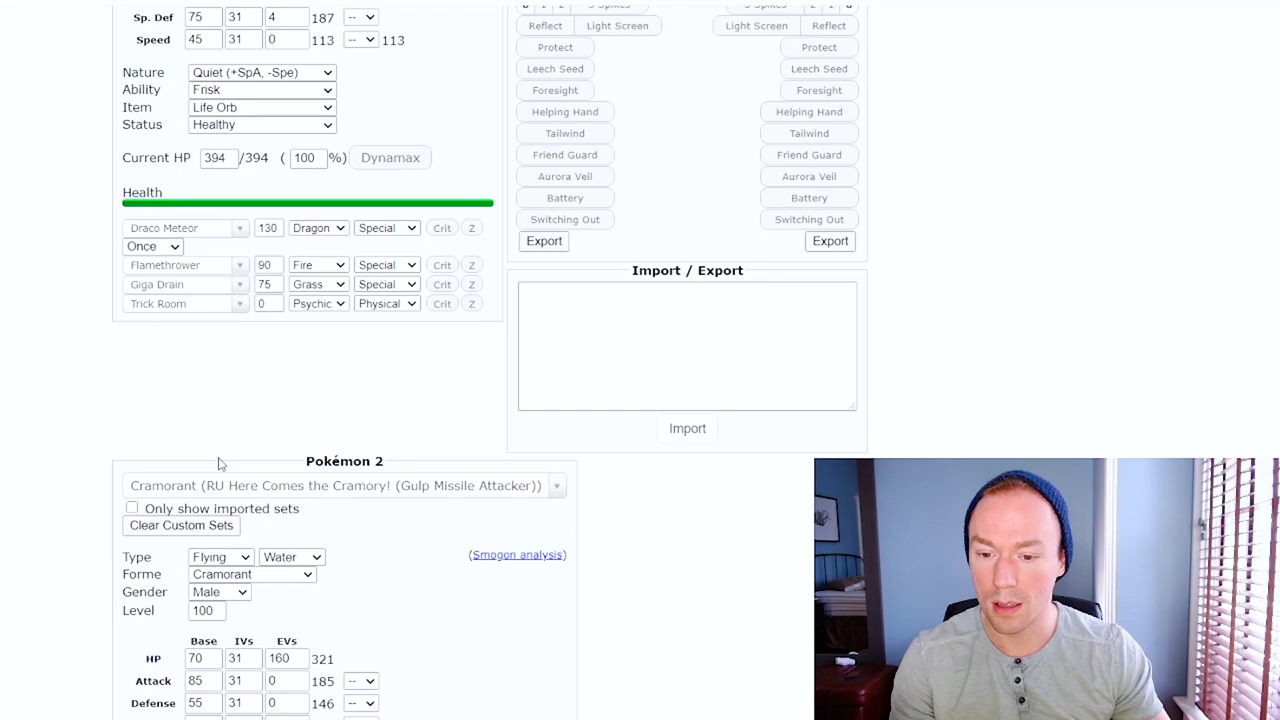 Sp. Def 75 31 4 187 --
Speed 45 31 0 113 -- 113
Nature Quiet (+SpA, -Spe)
Ability Frisk
Item Life Orb
Status Healthy
Current HP 394 /394 ( 100 %) Dynamax
Health
Draco Meteor 130 Dragon Special Crit Z
Once
Flamethrower 90 Fire Special Crit Z
Giga Drain 75 Grass Special Crit Z
Trick Room 0 Psychic Physical Crit Z
Reflect Light Screen Light Screen Reflect
Protect Protect
Leech Seed Leech Seed
Foresight Foresight
Helping Hand Helping Hand
Tailwind Tailwind
Friend Guard Friend Guard
Aurora Veil Aurora Veil
Battery Battery
Switching Out Switching Out
Export Export
Import / Export
Import
Pokémon 2
Cramorant (RU Here Comes the Cramory! (Gulp Missile Attacker))
Only show imported sets
Clear Custom Sets
Type Flying Water (Smogon analysis)
Forme Cramorant
Gender Male
Level 100
Base IVs EVs
HP 70 31 160 321
Attack 85 31 0 185 --
Defense 55 31 0 146 --